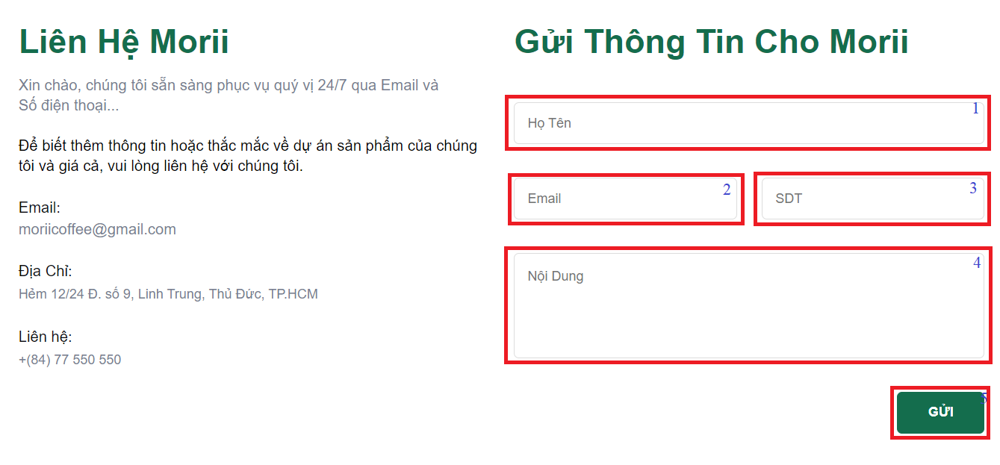 Liên Hệ Morii
Xin chào, chúng tôi sẵn sàng phục vụ quý vị 24/7 qua Email và
Số điện thoại...
Để biết thêm thông tin hoặc thắc mắc về dự án sản phẩm của chúng
tôi và giá cả, vui lòng liên hệ với chúng tôi.
Email:
moriicoffee@gmail.com
Địa Chỉ:
Hẻm 12/24 Đ. số 9, Linh Trung, Thủ Đức, TP.HCM
Liên hệ:
+(84) 77 550 550
Gửi Thông Tin Cho Morii
1
Họ Tên
2
Email
3
SDT
4
Nội Dung
5
GỬI